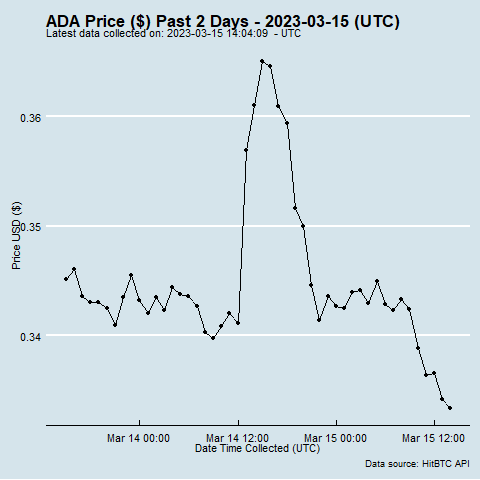 ADA Price ($) Past 2 Days - 2023-03-15 (UTC)
Latest data collected on: 2023-03-15 14:04:09  - UTC
0.36
0.35
0.34
Price USD ($)
Mar 14 00:00
Mar 14 12:00
Mar 15 00:00
Mar 15 12:00
Date Time Collected (UTC)
Data source: HitBTC API